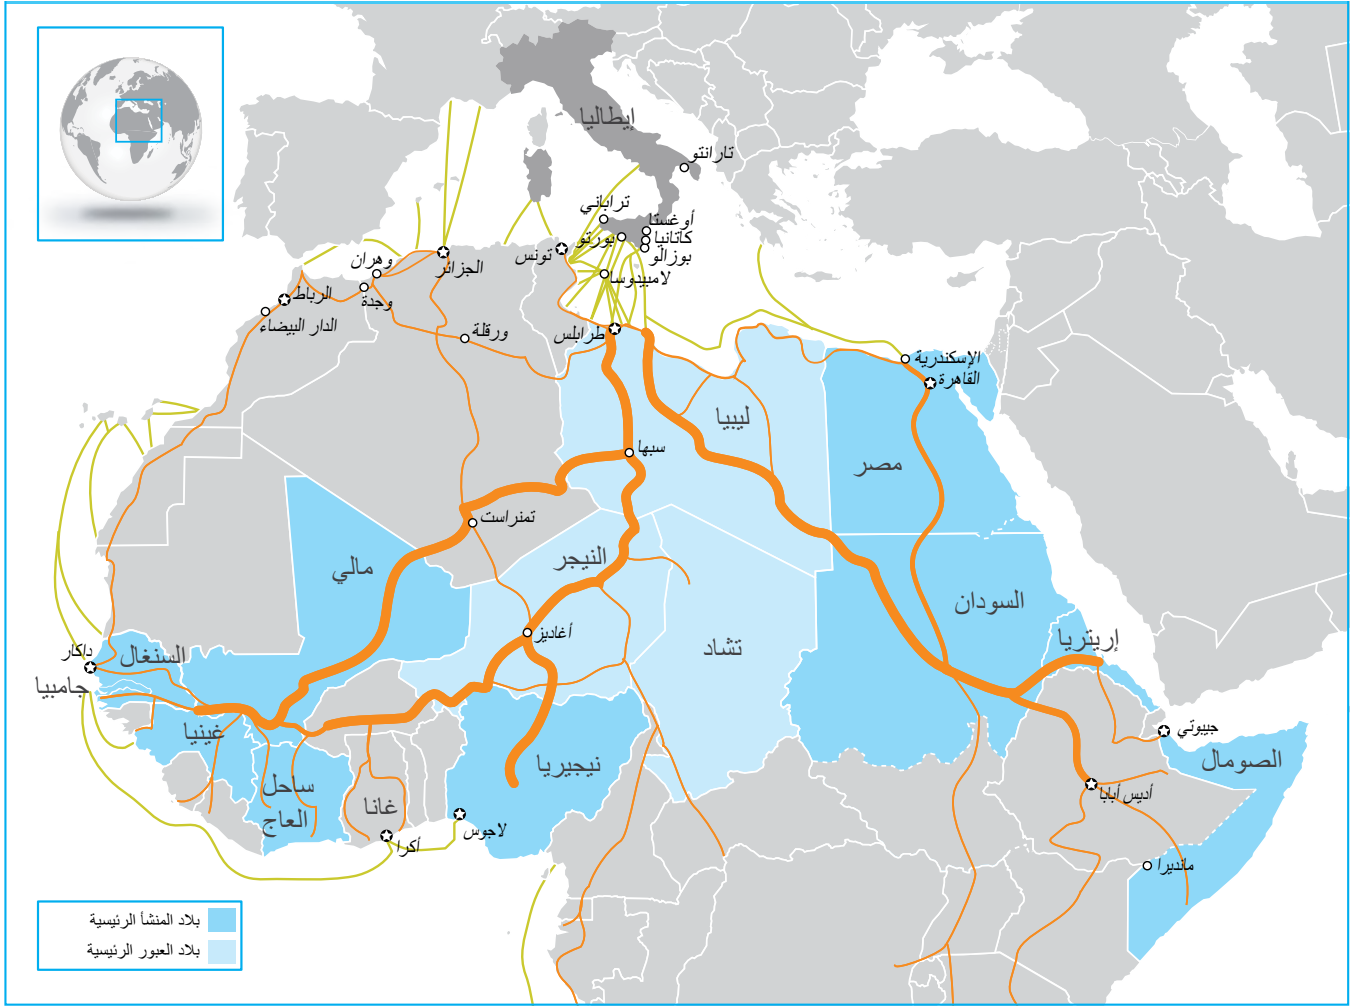 إيطاليا
تارانتو
تراباني
أوغستا
كاتانيا
بورتو
بوزالو
لامبيدوسا
تونس
الجزائر
وهران
وجدة
الرباط
الدار البيضاء
ورقلة
طرابلس
الإسكندرية
القاهرة
ليبيا
سبها
مصر
تمنراست
النيجر
مالي
السودان
أغاديز
تشاد
إريتريا
السنغال
داكار
جامبيا
غينيا
جيبوتي
الصومال
نيجيريا
ساحل
العاج
غانا
أديس أبابا
لاجوس
أكرا
مانديرا
بلاد المنشأ الرئيسية
بلاد العبور الرئيسية